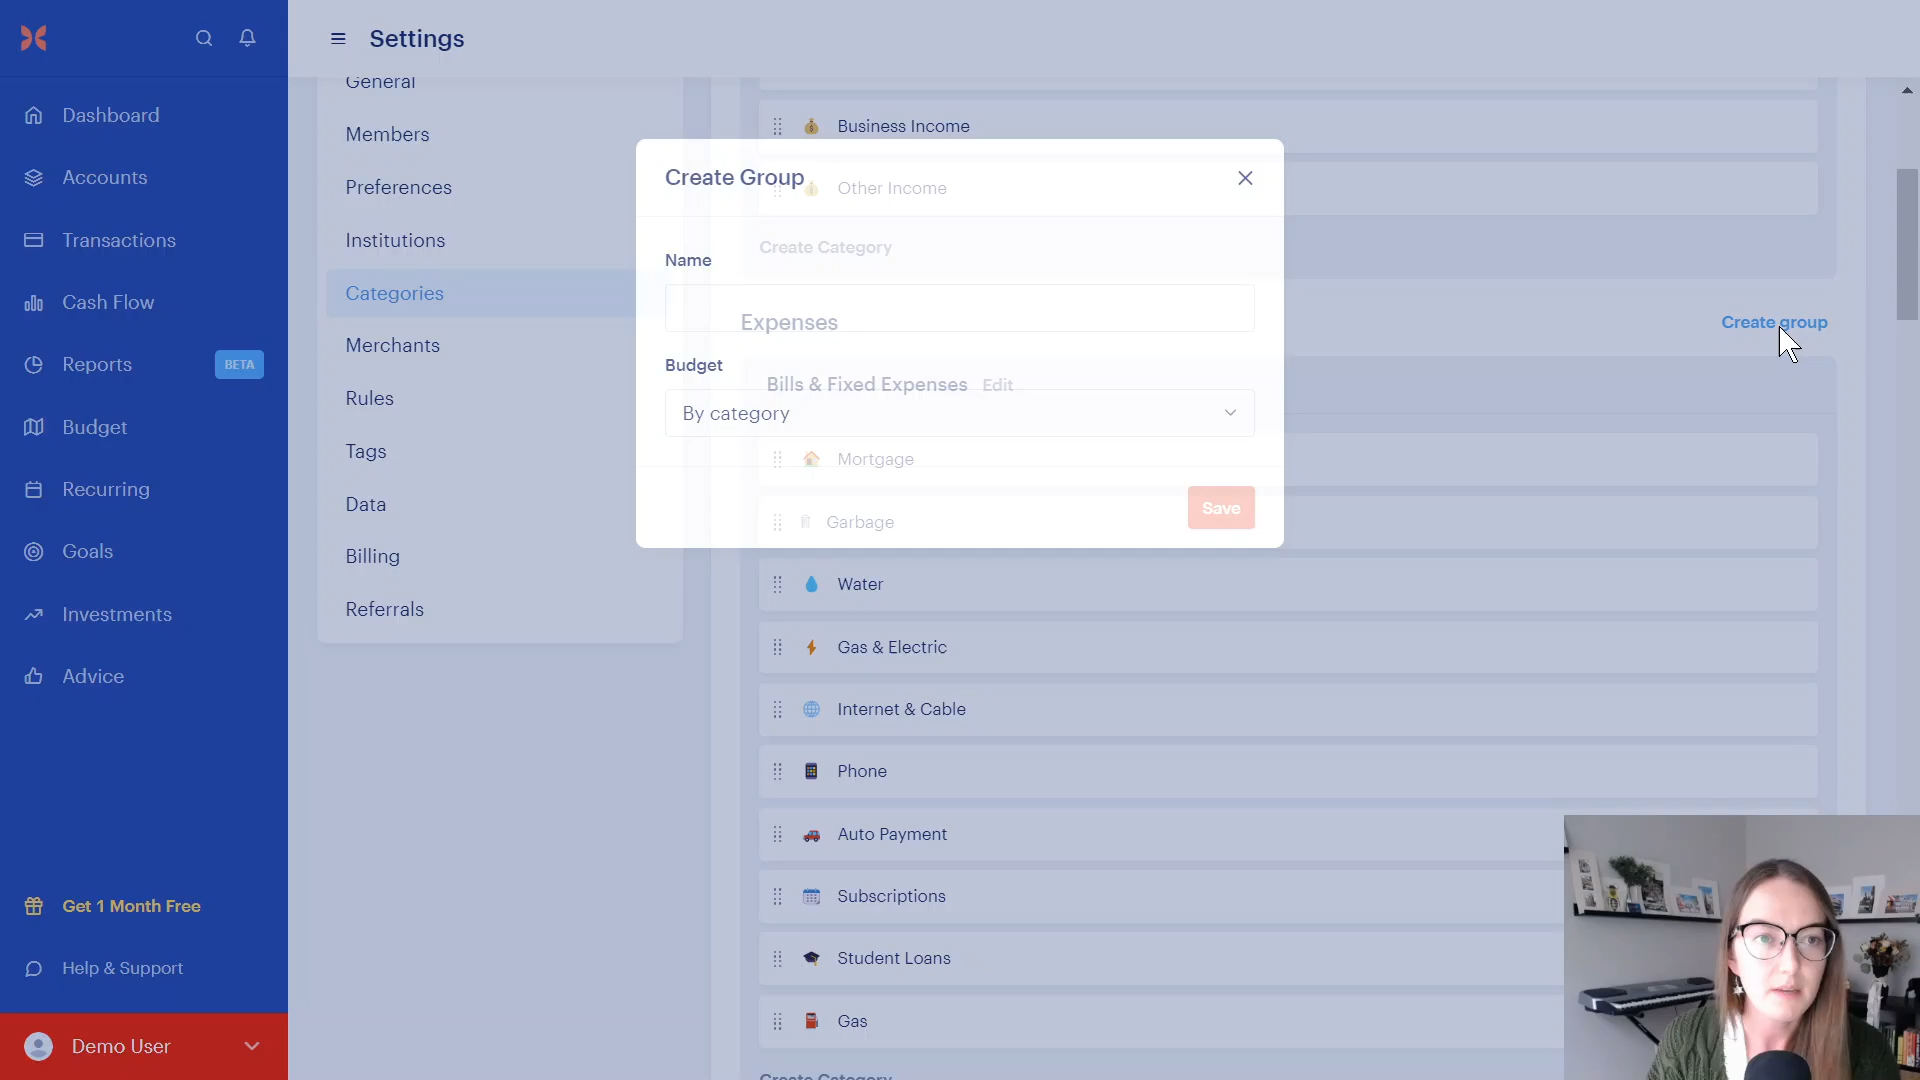 Settings
Dashboard
Accounts
Transactions
Cash Flow
Reports
BETA
Budget
Recurring
Goals
Investments
Advice
Get 1 Month Free
Help & Support
Demo User
General
Members
Preferences
Institutions
Categories
Merchants
Rules
Tags
Data
Billing
Referrals
Business Income
Other Income
Create Category
Expenses
Create group
Bills & Fixed Expenses Edit
Mortgage
Garbage
Water
Gas & Electric
Internet & Cable
Phone
Auto Payment
Subscriptions
Student Loans
Gas
Create Category
Create Group
Name
Budget
By category
Save